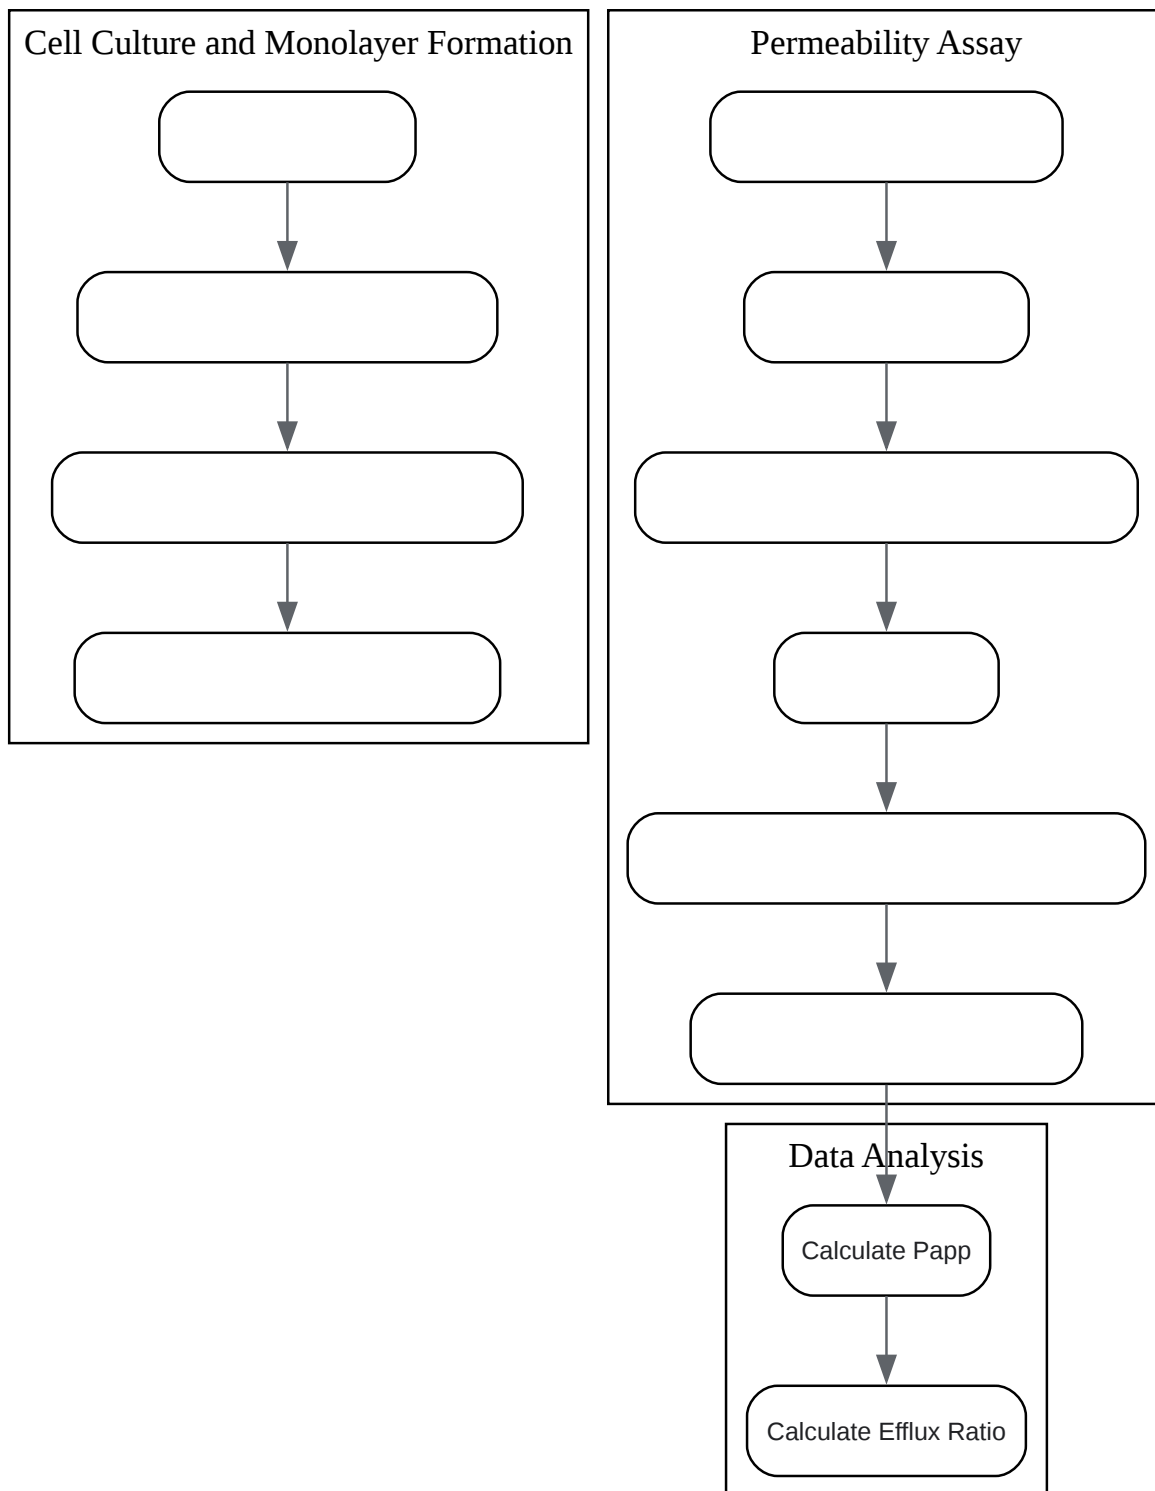 Cell Culture and Monolayer Formation
Permeability Assay
Data Analysis
Calculate Papp
Calculate Efflux Ratio